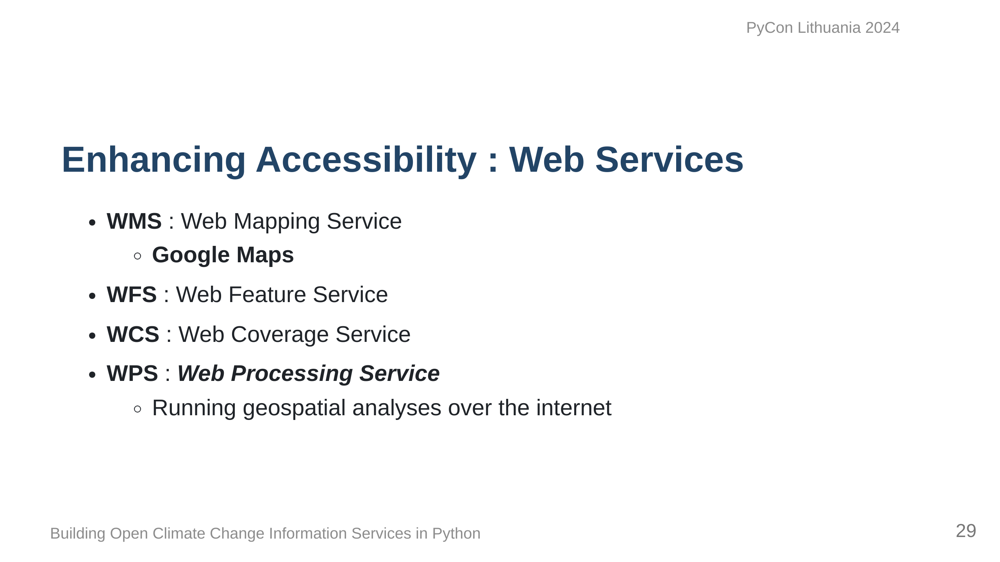 PyCon Lithuania 2024
Enhancing Accessibility : Web Services
• WMS : Web Mapping Service
◦ Google Maps
• WFS : Web Feature Service
• WCS : Web Coverage Service
• WPS : Web Processing Service
◦ Running geospatial analyses over the internet
Building Open Climate Change Information Services in Python
29